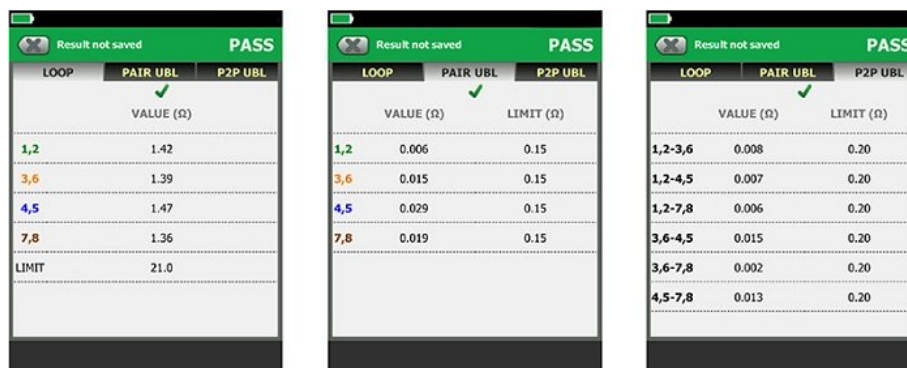 Result not saved PASS
LOOP PAIR UBL P2P UBL
VALUE (Ω)
1,2 1.42
3,6 1.39
4,5 1.47
7,8 1.36
LIMIT 21.0
Result not saved PASS
LOOP PAIR UBL P2P UBL
VALUE (Ω) LIMIT (Ω)
1,2 0.006 0.15
3,6 0.015 0.15
4,5 0.029 0.15
7,8 0.019 0.15
Result not saved PASS
LOOP PAIR UBL P2P UBL
VALUE (Ω) LIMIT (Ω)
1,2-3,6 0.008 0.20
1,2-4,5 0.007 0.20
1,2-7,8 0.006 0.20
3,6-4,5 0.015 0.20
3,6-7,8 0.002 0.20
4,5-7,8 0.013 0.20